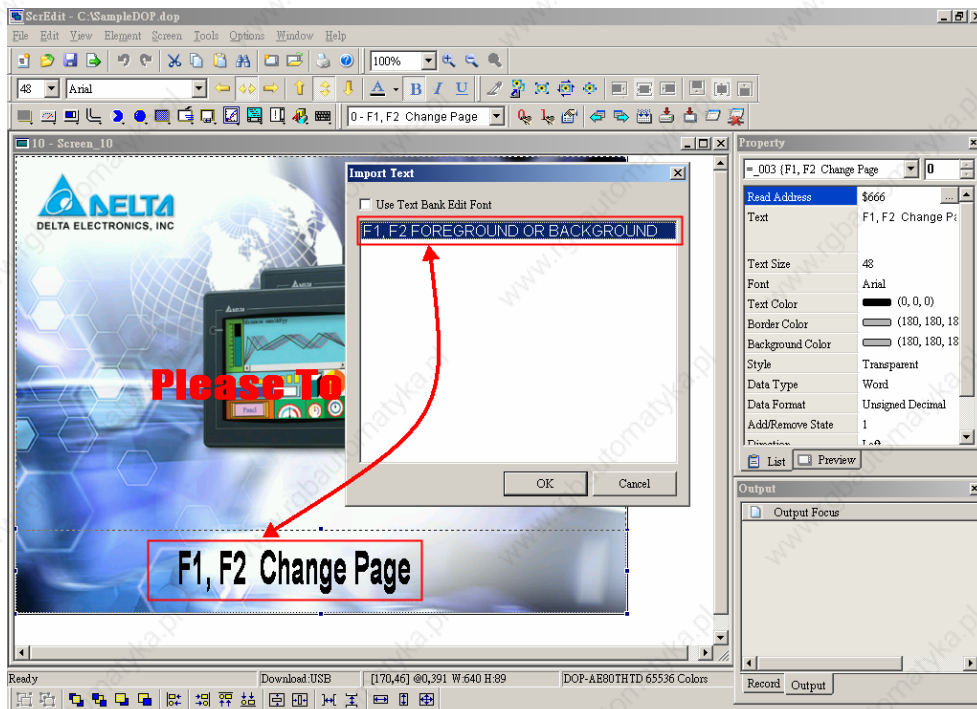 ScrEdit - C:\SampleDOP.dop
File Edit View Element Screen Tools Options Window Help
100%
48 Arial A B I U
0 - F1, F2 Change Page
10 - Screen_10
DELTA
DELTA ELECTRONICS, INC
Please To
F1, F2 Change Page
Import Text
Use Text Bank Edit Font
F1, F2 FOREGROUND OR BACKGROUND
OK Cancel
Property
=_003 {F1, F2 Change Page 0
Read Address $666 ...
Text F1, F2 Change Pa
Text Size 48
Font Arial
Text Color (0, 0, 0)
Border Color (180, 180, 18
Background Color (180, 180, 18
Style Transparent
Data Type Word
Data Format Unsigned Decimal
Add/Remove State 1
Direction Left
List Preview
Output
Output Focus
Record Output
Ready Download:USB [170,46] @0,391 W:640 H:89 DOP-AE80THTD 65536 Colors
www.rgbautomatyka.pl